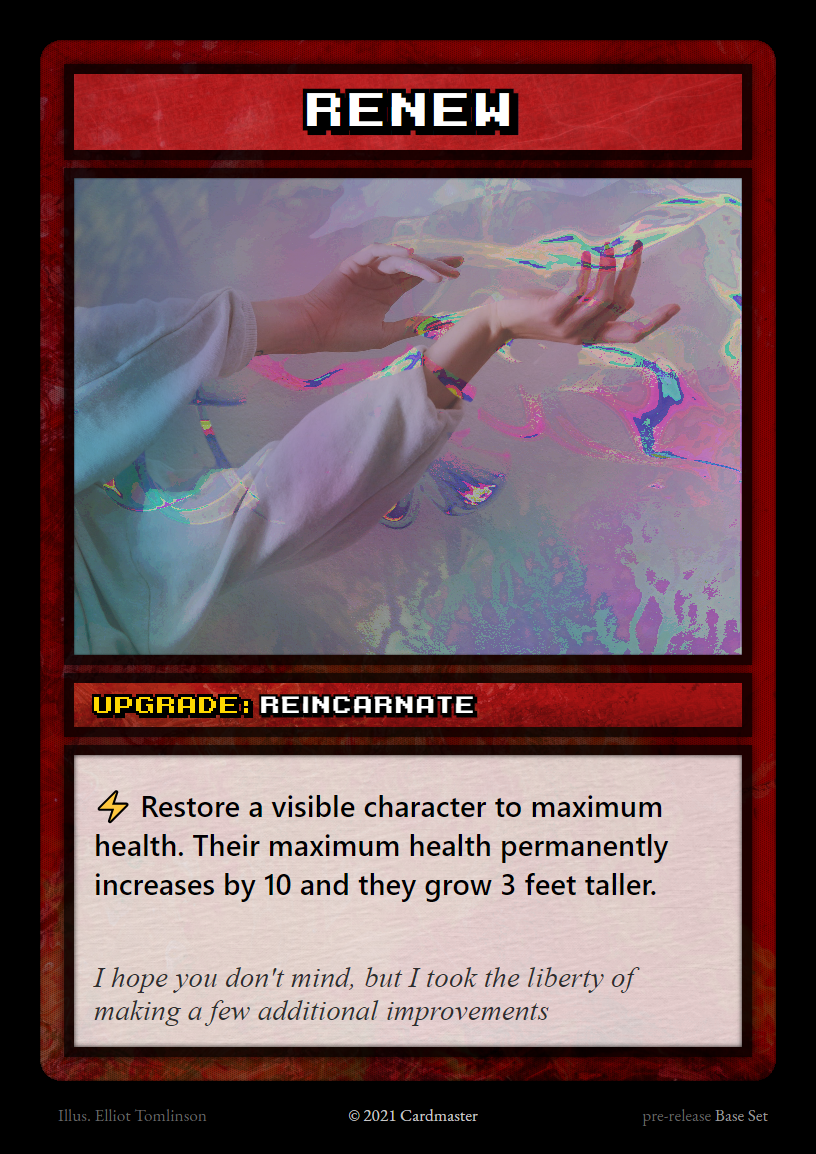 RENEW
UPGRADE: REINCARNATE
⚡ Restore a visible character to maximum
health. Their maximum health permanently
increases by 10 and they grow 3 feet taller.
I hope you don't mind, but I took the liberty of
making a few additional improvements
Illus. Elliot Tomlinson © 2021 Cardmaster pre-release Base Set